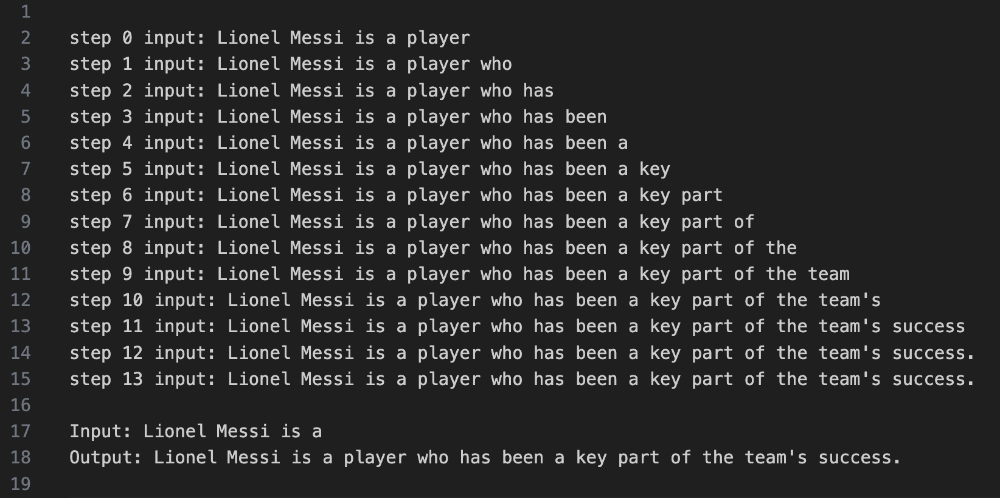 1
2 step 0 input: Lionel Messi is a player
3 step 1 input: Lionel Messi is a player who
4 step 2 input: Lionel Messi is a player who has
5 step 3 input: Lionel Messi is a player who has been
6 step 4 input: Lionel Messi is a player who has been a
7 step 5 input: Lionel Messi is a player who has been a key
8 step 6 input: Lionel Messi is a player who has been a key part
9 step 7 input: Lionel Messi is a player who has been a key part of
10 step 8 input: Lionel Messi is a player who has been a key part of the
11 step 9 input: Lionel Messi is a player who has been a key part of the team
12 step 10 input: Lionel Messi is a player who has been a key part of the team's
13 step 11 input: Lionel Messi is a player who has been a key part of the team's success
14 step 12 input: Lionel Messi is a player who has been a key part of the team's success.
15 step 13 input: Lionel Messi is a player who has been a key part of the team's success.
16
17 Input: Lionel Messi is a
18 Output: Lionel Messi is a player who has been a key part of the team's success.
19